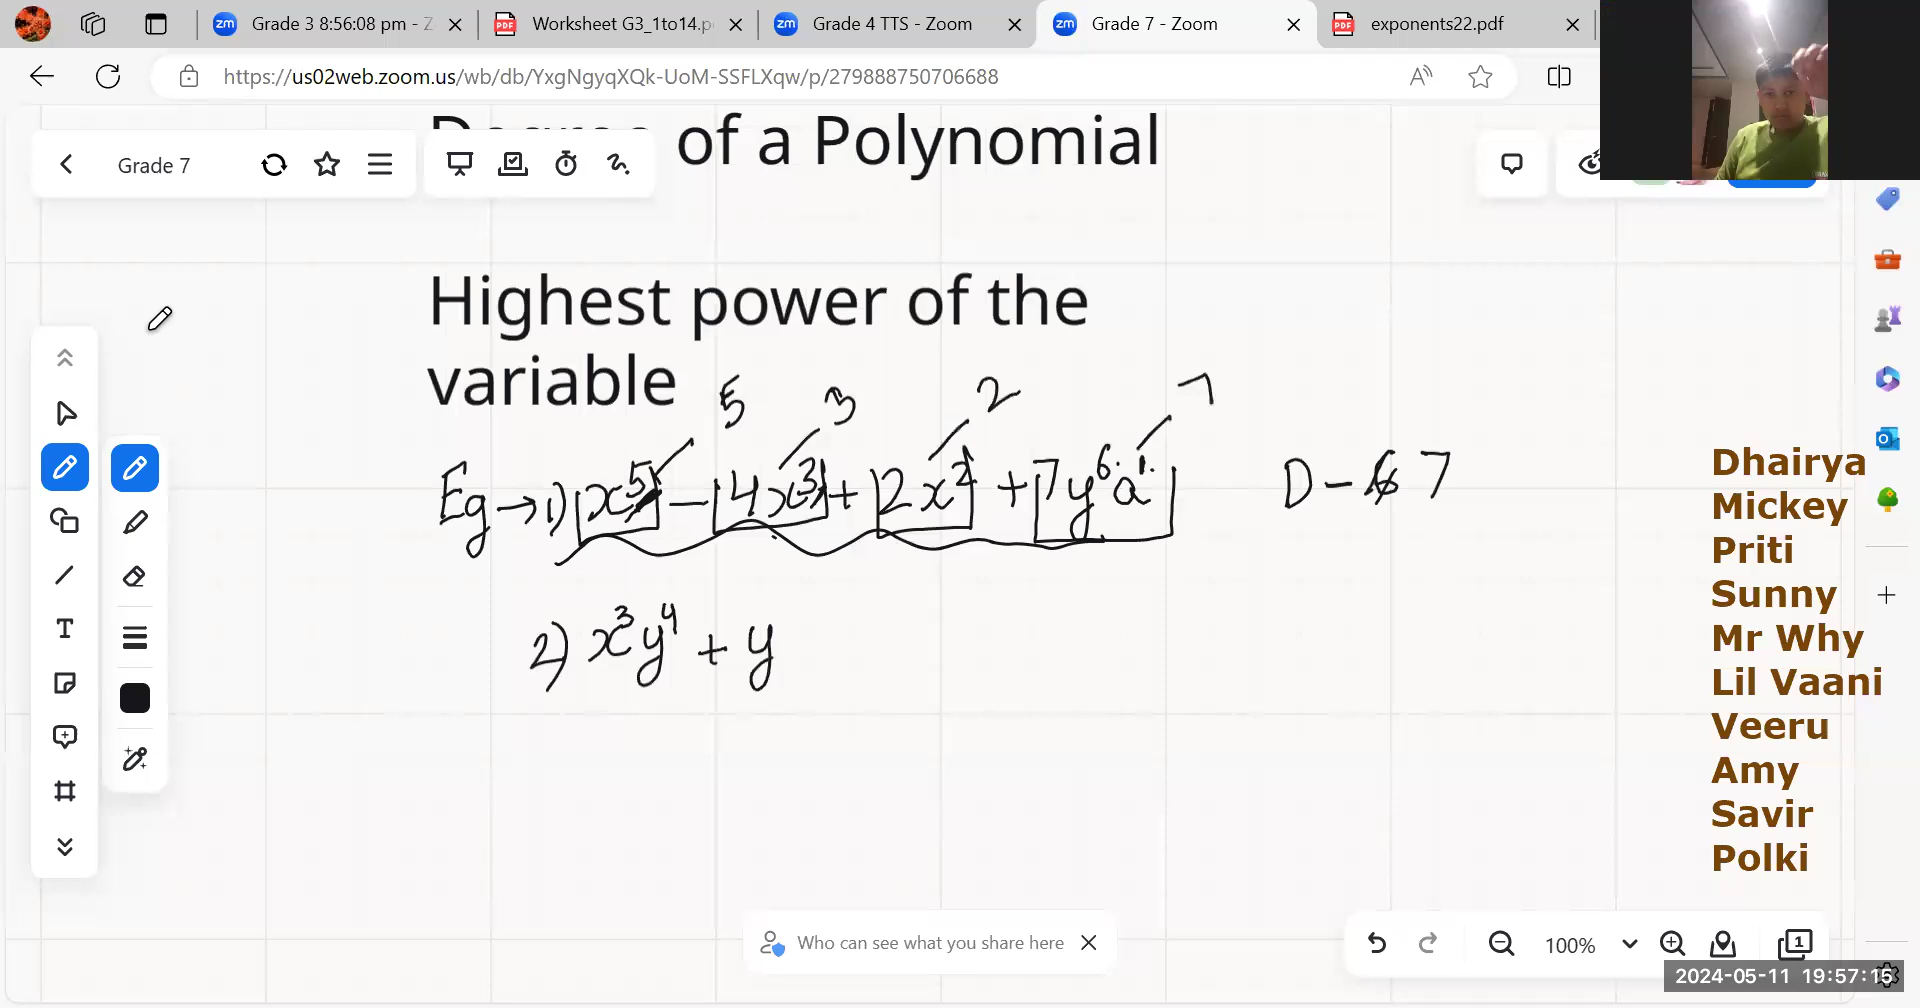 Grade 3 8:56:08 pm - Z
Worksheet G3_1to14.p
Grade 4 TTS - Zoom
Grade 7 - Zoom
exponents22.pdf
https://us02web.zoom.us/wb/db/YxgNgyqXQk-UoM-SSFLXqw/p/279888750706688
Degree of a Polynomial
Grade 7
Highest power of the
variable
5 3 2 7
Eg → 1) x⁵ - 4x³ + 2x² + 7y⁶a¹ D - 6 7
2) x³y⁴ + y
Dhairya
Mickey
Priti
Sunny
Mr Why
Lil Vaani
Veeru
Amy
Savir
Polki
Who can see what you share here
100%
1
2024-05-11 19:57:15